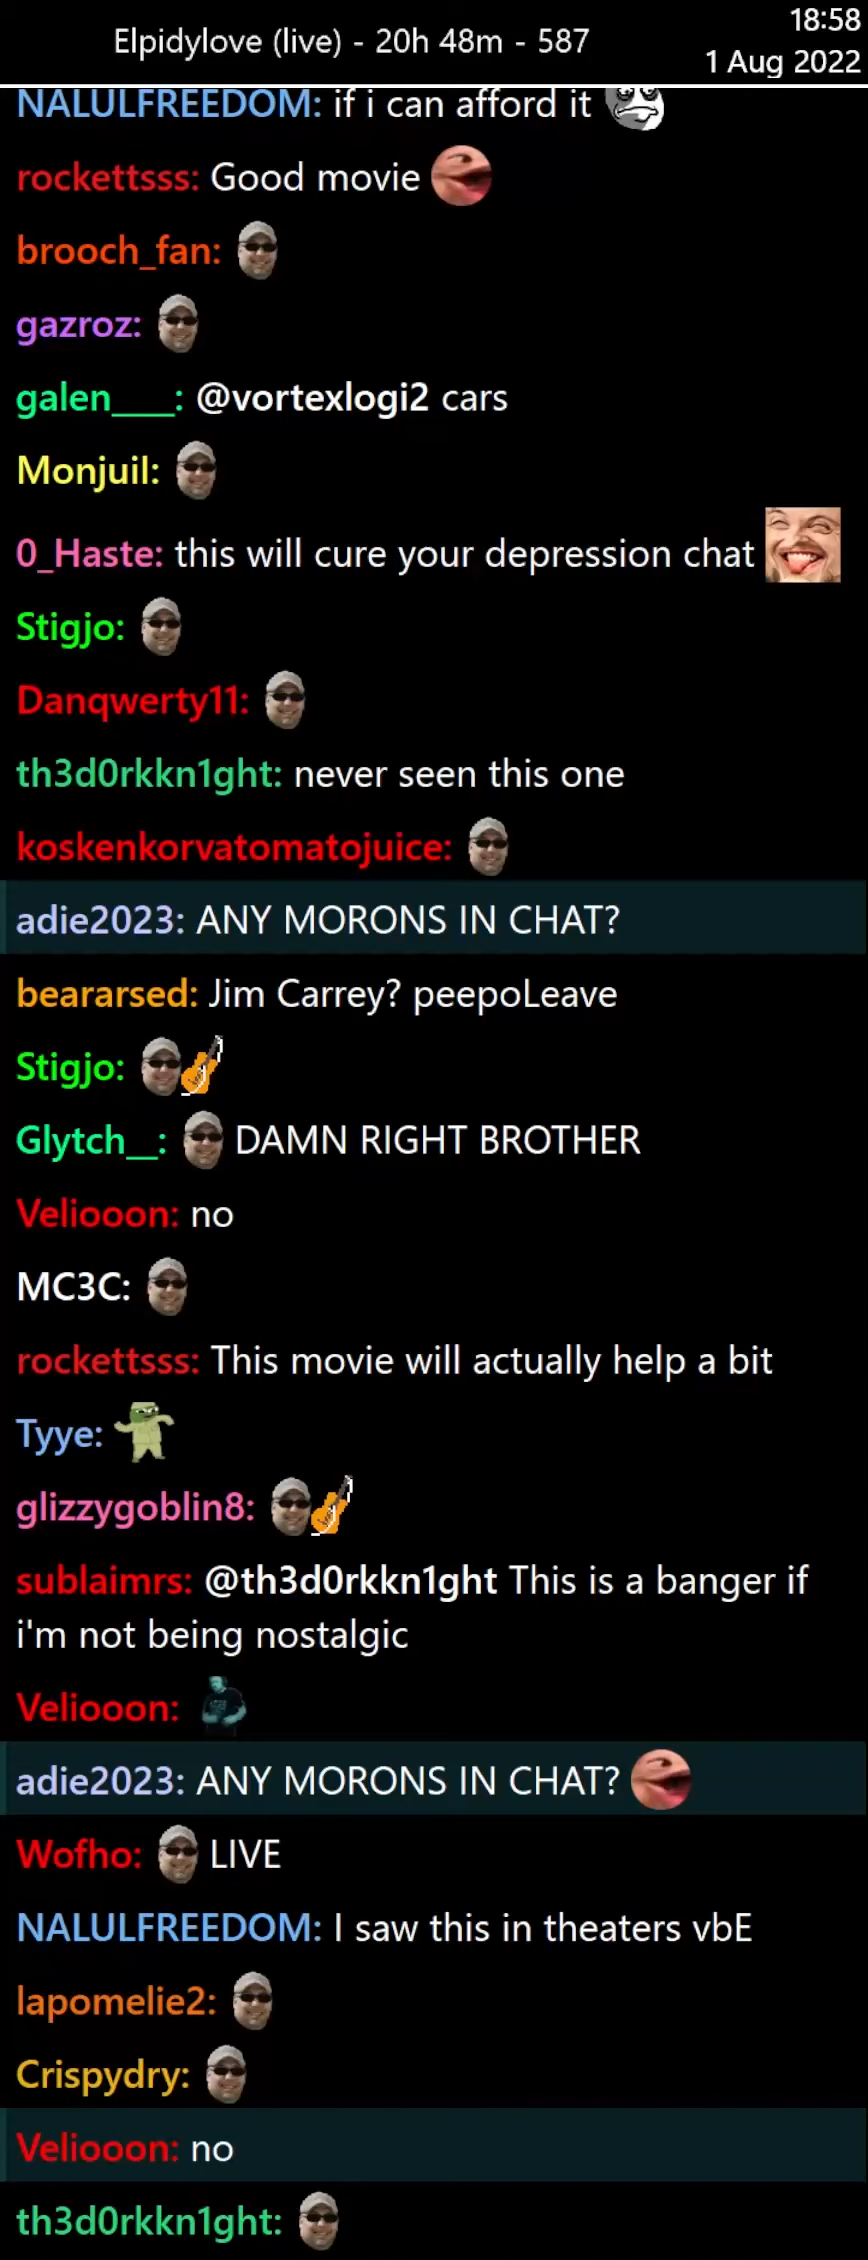 Elpidylove (live) - 20h 48m - 587
18:58
1 Aug 2022
NALULFREEDOM: if i can afford it
rockettsss: Good movie
brooch_fan:
gazroz:
galen____: @vortexlogi2 cars
Monjuil:
0_Haste: this will cure your depression chat
Stigjo:
Danqwerty11:
th3d0rkkn1ght: never seen this one
koskenkorvatomatojuice:
adie2023: ANY MORONS IN CHAT?
beararsed: Jim Carrey? peepoLeave
Stigjo:
Glytch__: DAMN RIGHT BROTHER
Veliooon: no
MC3C:
rockettsss: This movie will actually help a bit
Tyye:
glizzygoblin8:
sublaimrs: @th3d0rkkn1ght This is a banger if
i'm not being nostalgic
Veliooon:
adie2023: ANY MORONS IN CHAT?
Wofho: LIVE
NALULFREEDOM: I saw this in theaters vbE
lapomelie2:
Crispydry:
Veliooon: no
th3d0rkkn1ght: